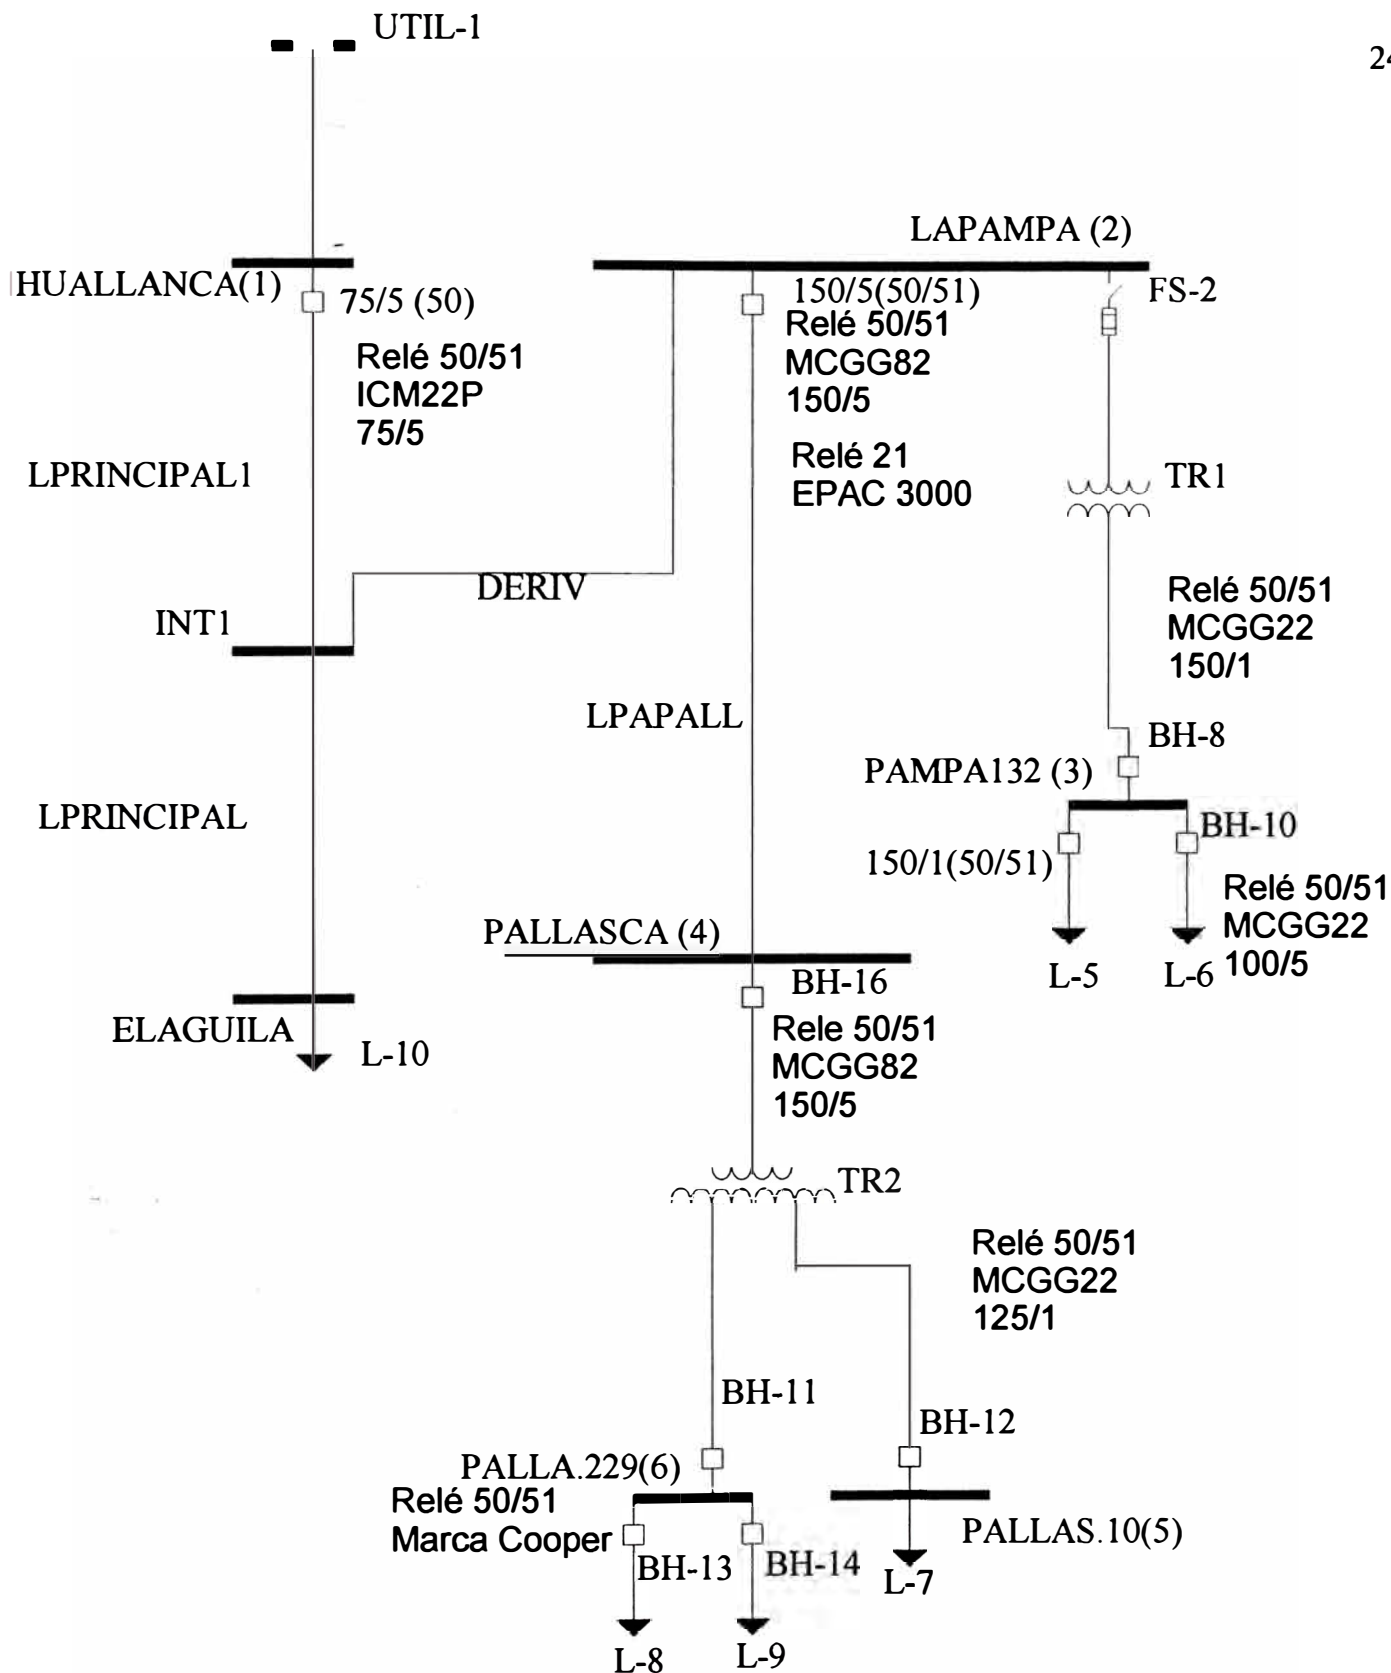 UTIL-1
24
LAPAMPA (2)
HUALLANCA(1)
75/5 (50)
150/5(50/51)
FS-2
Relé 50/51
ICM22P
75/5
Relé 50/51
MCGG82
150/5
Relé 21
EPAC 3000
LPRINCIPAL1
TR1
DERIV
INT1
Relé 50/51
MCGG22
150/1
LPAPALL
BH-8
PAMPA132 (3)
LPRINCIPAL
BH-10
150/1(50/51)
Relé 50/51
MCGG22
100/5
PALLASCA (4)
L-5
L-6
BH-16
ELAGUILA
L-10
Rele 50/51
MCGG82
150/5
TR2
Relé 50/51
MCGG22
125/1
BH-11
BH-12
PALLA.229(6)
Relé 50/51
Marca Cooper
PALLAS.10(5)
BH-13
BH-14
L-7
L-8
L-9